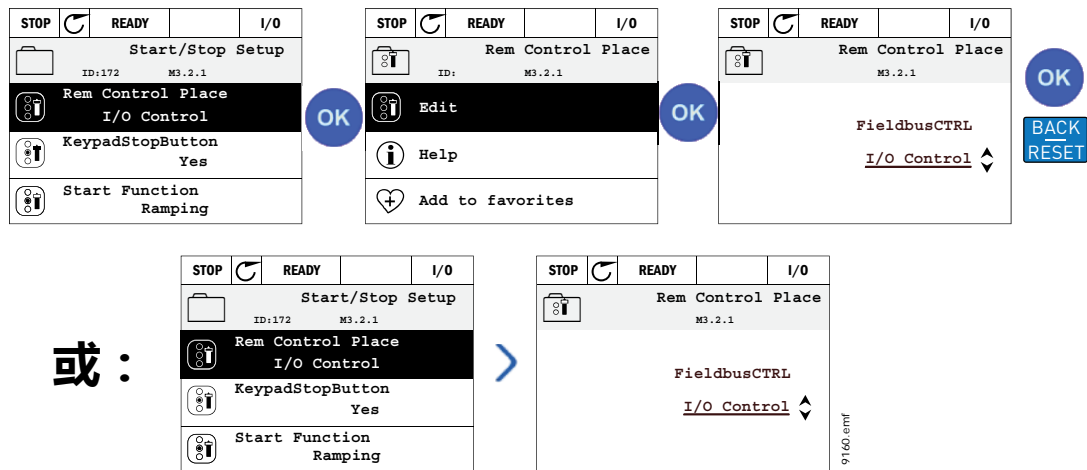 STOP READY I/O
Start/Stop Setup
ID:172 M3.2.1
Rem Control Place
I/O Control
KeypadStopButton
Yes
Start Function
Ramping
OK
STOP READY I/O
Rem Control Place
ID: M3.2.1
Edit
Help
Add to favorites
OK
STOP READY I/O
Rem Control Place
M3.2.1
FieldbusCTRL
I/O Control
OK
BACK
RESET
或：
STOP READY I/O
Start/Stop Setup
ID:172 M3.2.1
Rem Control Place
I/O Control
KeypadStopButton
Yes
Start Function
Ramping
STOP READY I/O
Rem Control Place
M3.2.1
FieldbusCTRL
I/O Control
9160.emf